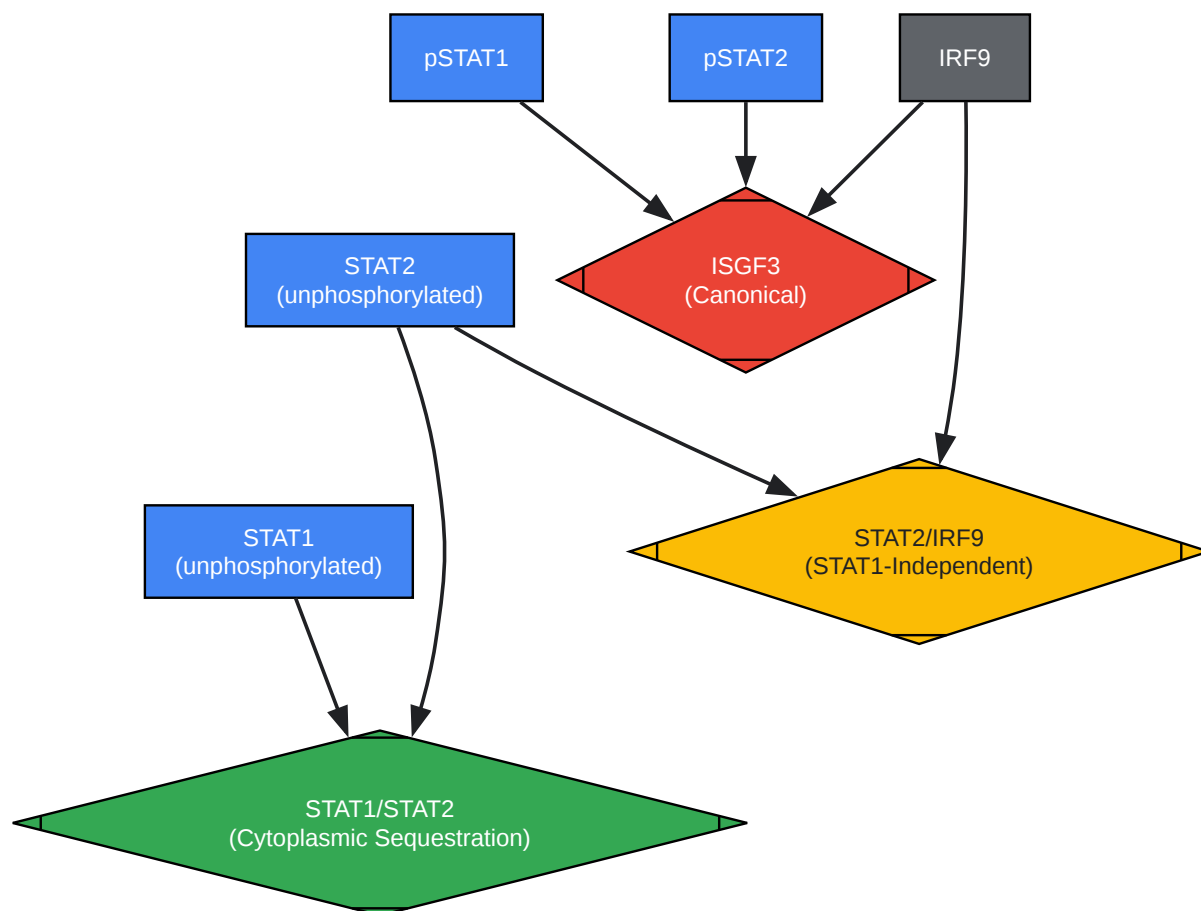 pSTAT1
pSTAT2
IRF9
ISGF3
(Canonical)
STAT2
(unphosphorylated)
STAT1
(unphosphorylated)
STAT2/IRF9
(STAT1-Independent)
STAT1/STAT2
(Cytoplasmic Sequestration)